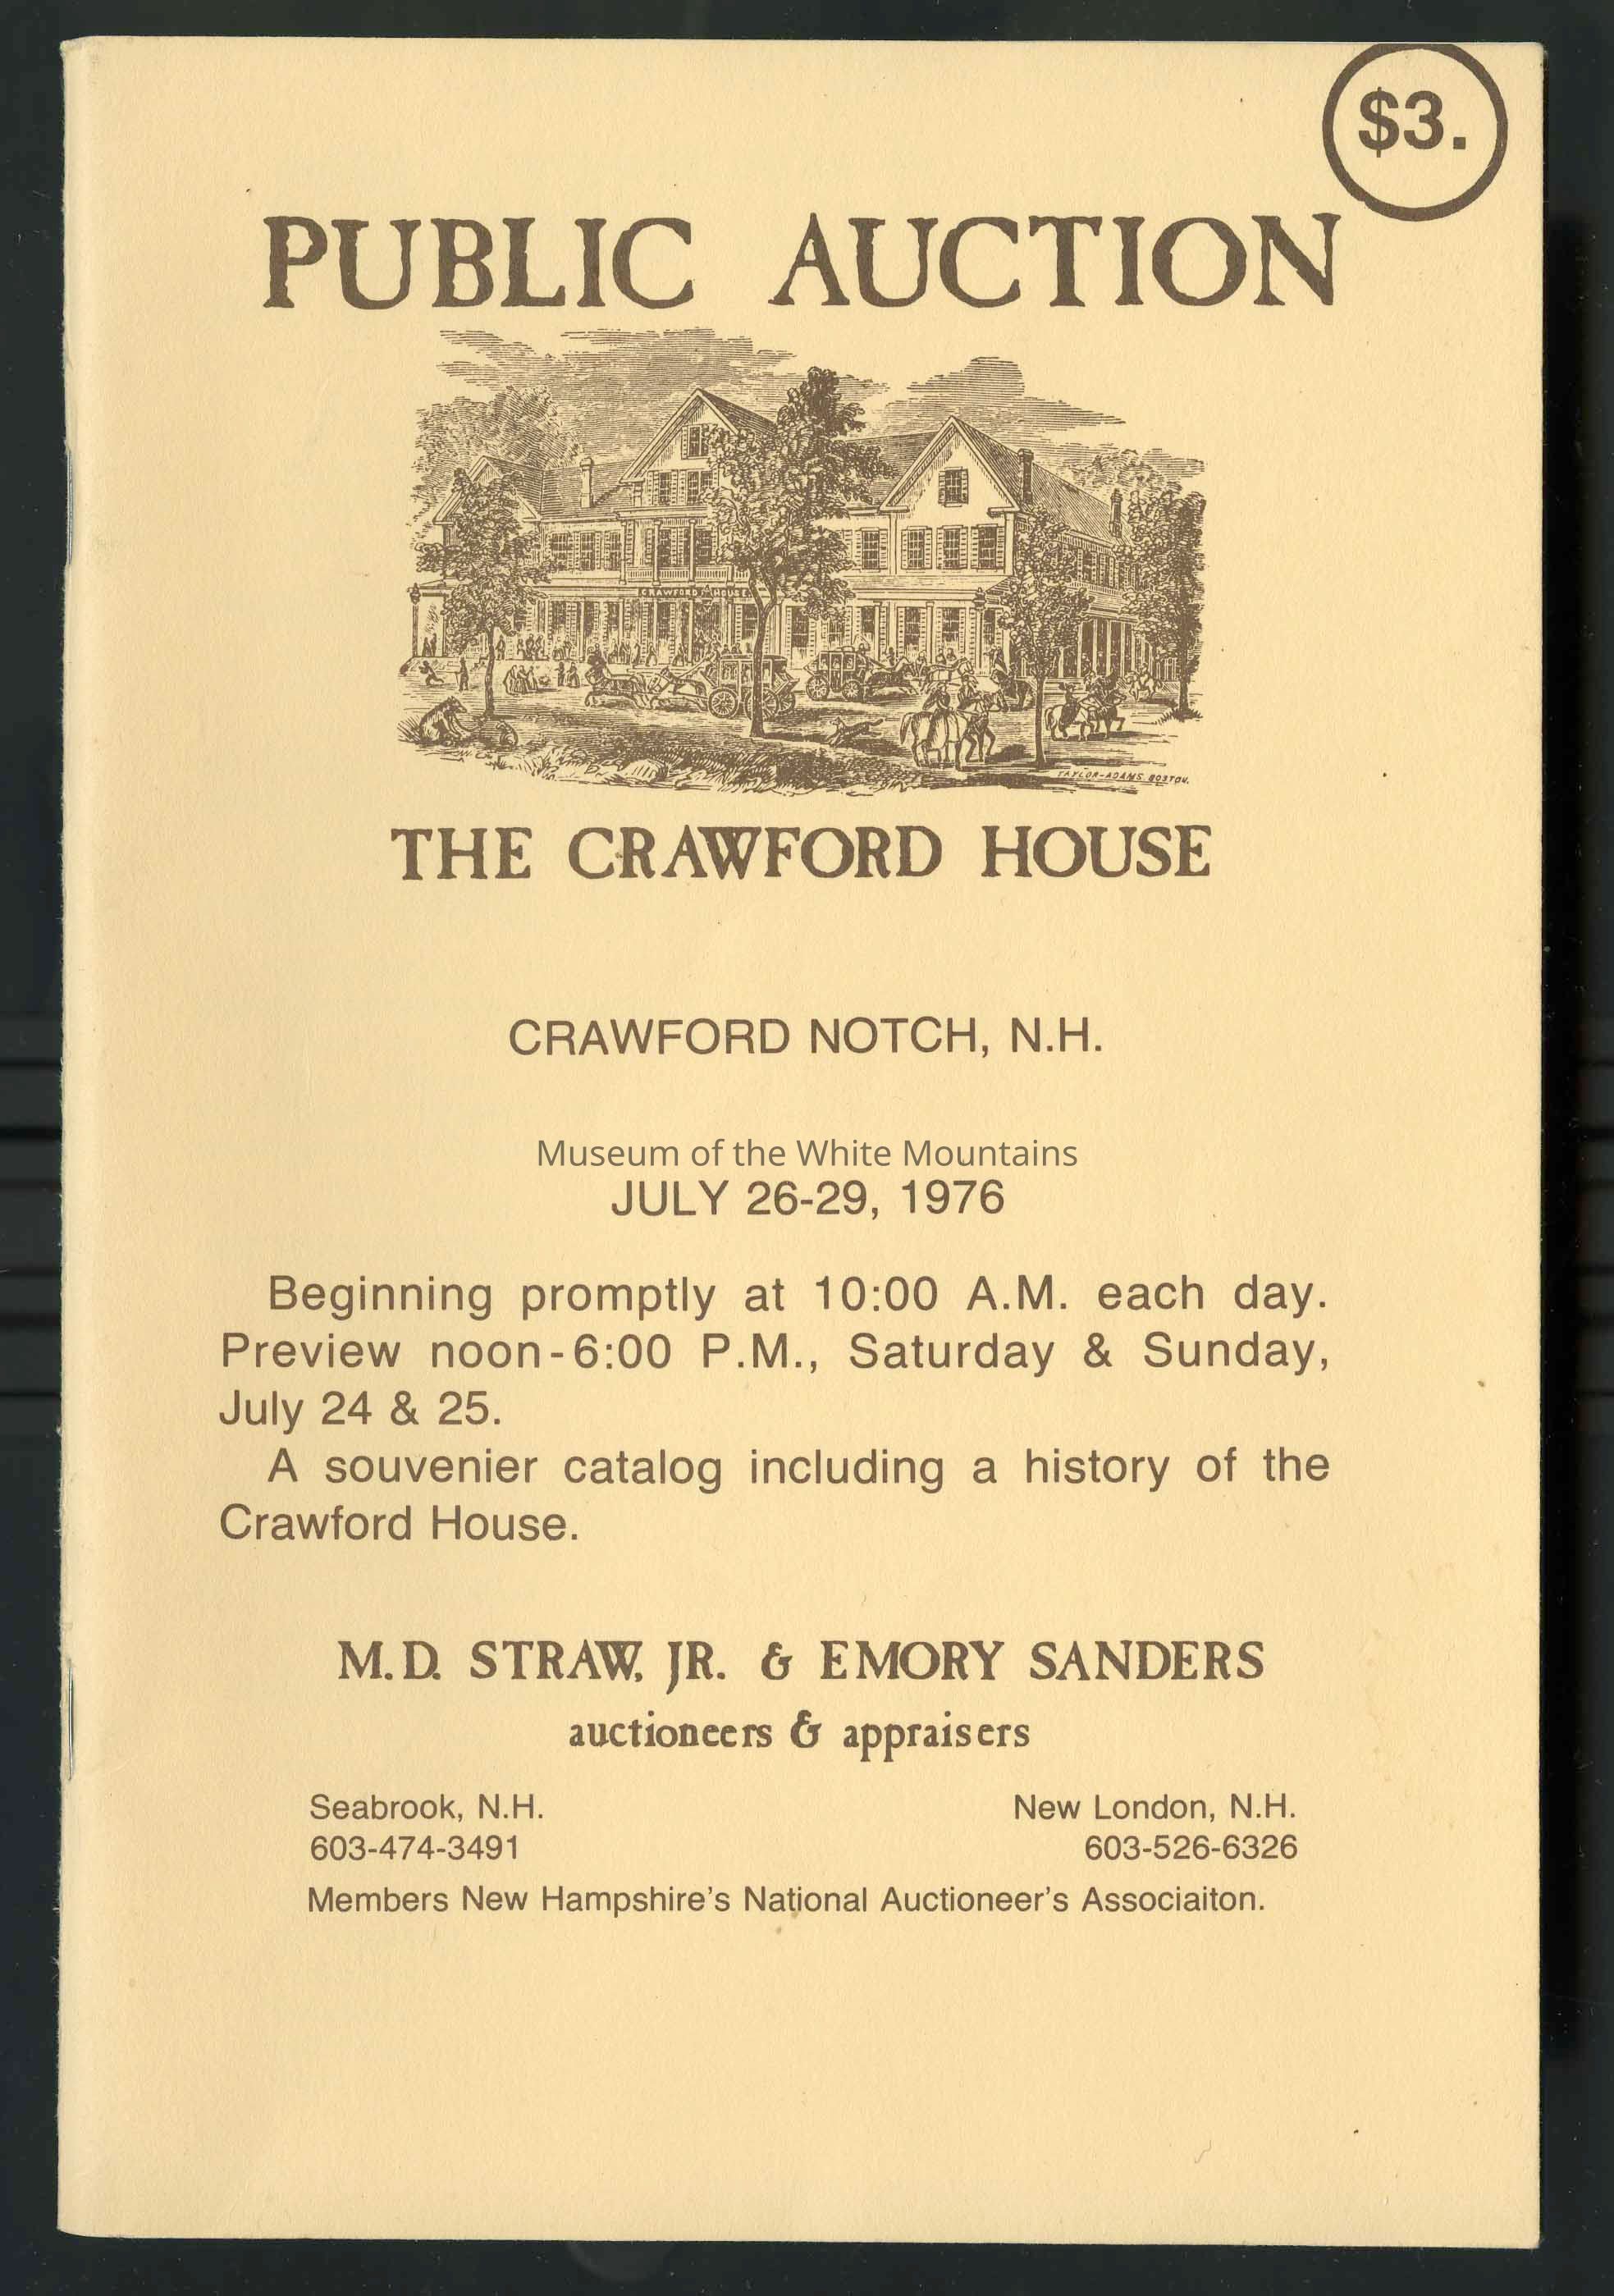 $3.
PUBLIC AUCTION
CRAWFORD HOUSE
TAYLOR-ADAMS BOSTON.
THE CRAWFORD HOUSE
CRAWFORD NOTCH, N.H.
Museum of the White Mountains
JULY 26-29, 1976
Beginning promptly at 10:00 A.M. each day.
Preview noon-6:00 P.M., Saturday & Sunday,
July 24 & 25.
A souvenier catalog including a history of the
Crawford House.
M.D. STRAW, JR. & EMORY SANDERS
auctioneers & appraisers
Seabrook, N.H. New London, N.H.
603-474-3491 603-526-6326
Members New Hampshire's National Auctioneer's Associaiton.